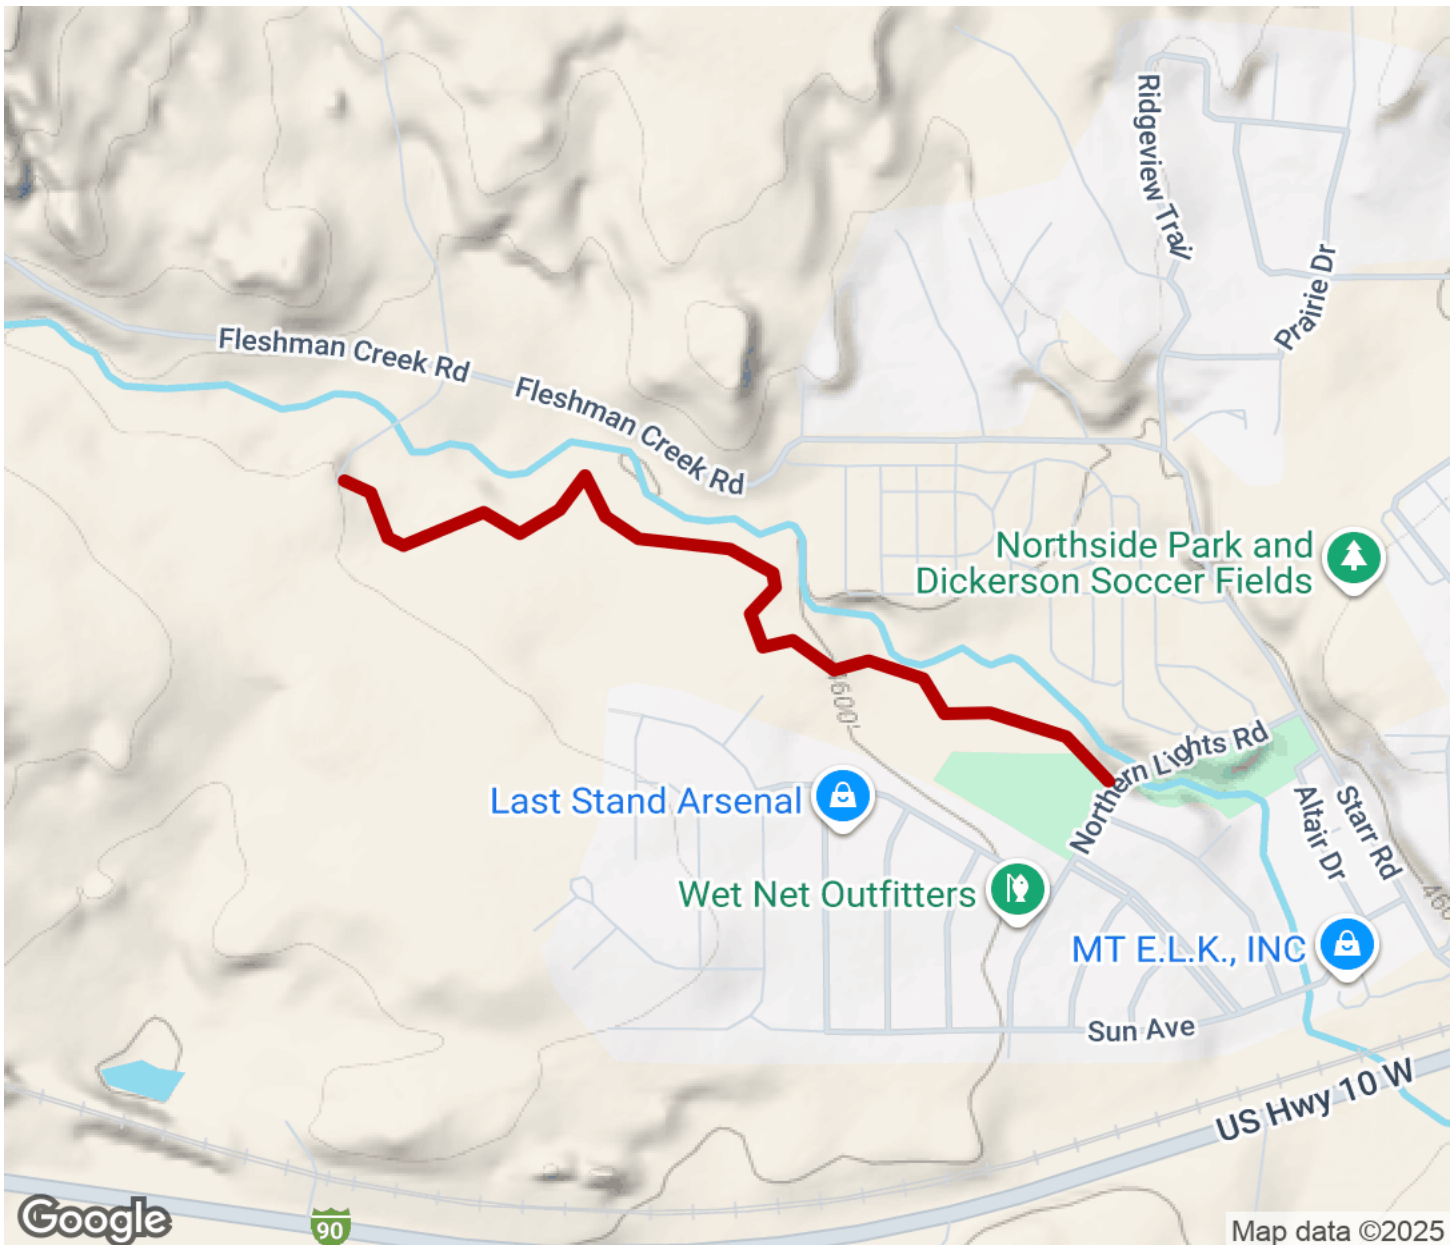 Ridgeview Trail
Prairie Dr
Fleshman Creek Rd
Fleshman Creek Rd
Northside Park and
Dickerson Soccer Fields
4600'
Northern Lights Rd
Last Stand Arsenal
Altair Dr
Starr Rd
Wet Net Outfitters
MT E.L.K., INC
Sun Ave
US Hwy 10 W
Google
90
Map data ©2025